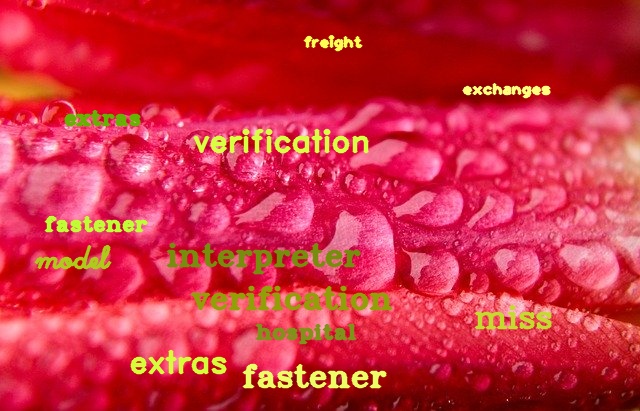 freight
exchanges
extras
verification
fastener
model
interpreter
verification
miss
hospital
extras
fastener